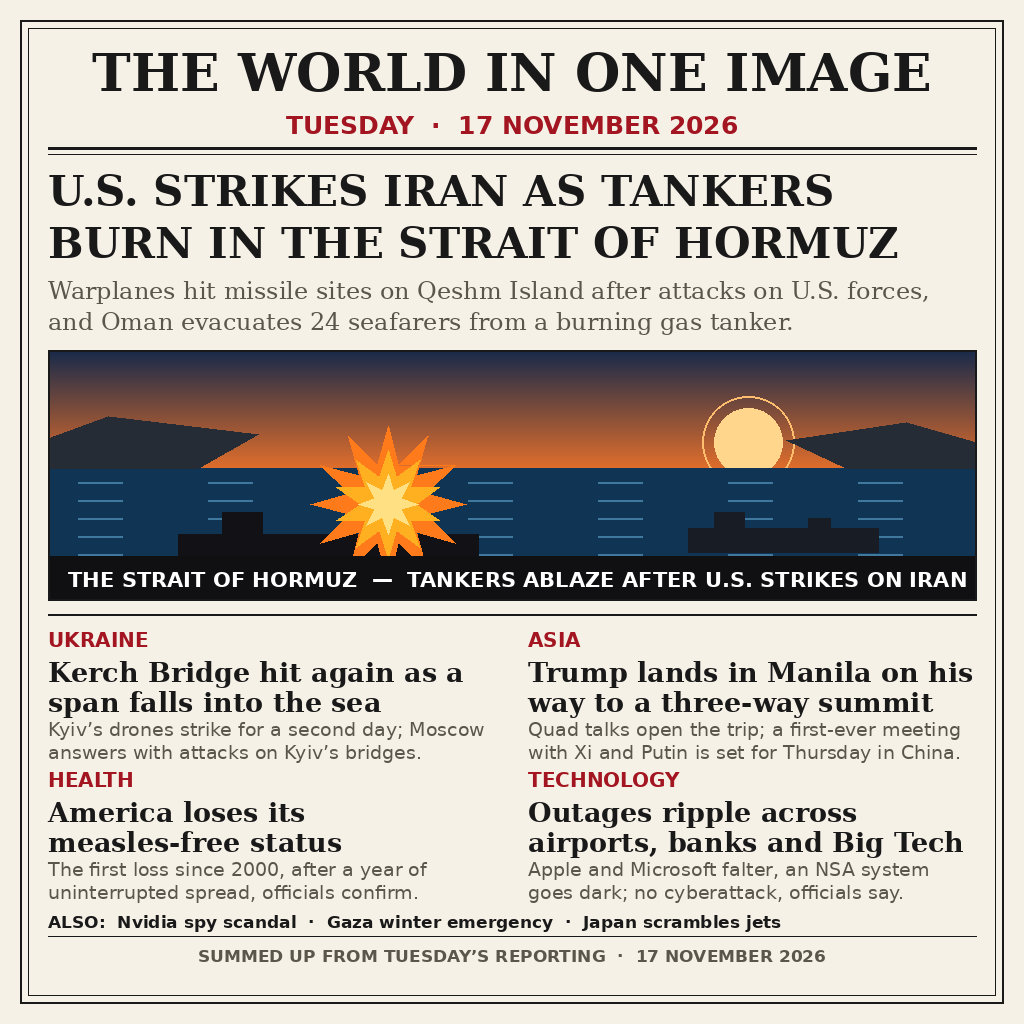 THE WORLD IN ONE IMAGE
TUESDAY · 17 NOVEMBER 2026
U.S. STRIKES IRAN AS TANKERS
BURN IN THE STRAIT OF HORMUZ
Warplanes hit missile sites on Qeshm Island after attacks on U.S. forces,
and Oman evacuates 24 seafarers from a burning gas tanker.
THE STRAIT OF HORMUZ — TANKERS ABLAZE AFTER U.S. STRIKES ON IRAN
UKRAINE
Kerch Bridge hit again as a
span falls into the sea
Kyiv’s drones strike for a second day; Moscow
answers with attacks on Kyiv’s bridges.
ASIA
Trump lands in Manila on his
way to a three-way summit
Quad talks open the trip; a first-ever meeting
with Xi and Putin is set for Thursday in China.
HEALTH
America loses its
measles-free status
The first loss since 2000, after a year of
uninterrupted spread, officials confirm.
TECHNOLOGY
Outages ripple across
airports, banks and Big Tech
Apple and Microsoft falter, an NSA system
goes dark; no cyberattack, officials say.
ALSO: Nvidia spy scandal · Gaza winter emergency · Japan scrambles jets
SUMMED UP FROM TUESDAY’S REPORTING · 17 NOVEMBER 2026